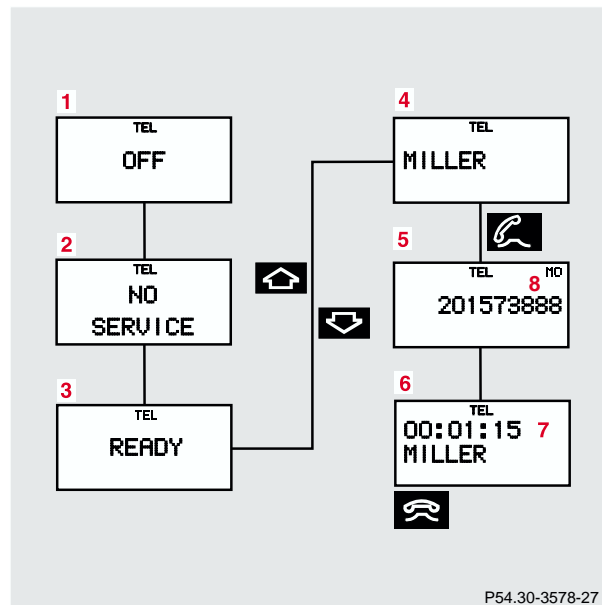 1
TEL
OFF
2
TEL
NO
SERVICE
3
TEL
READY
4
TEL
MILLER
5
TEL MO
8
201573888
6
TEL
00:01:15 7
MILLER
P54.30-3578-27